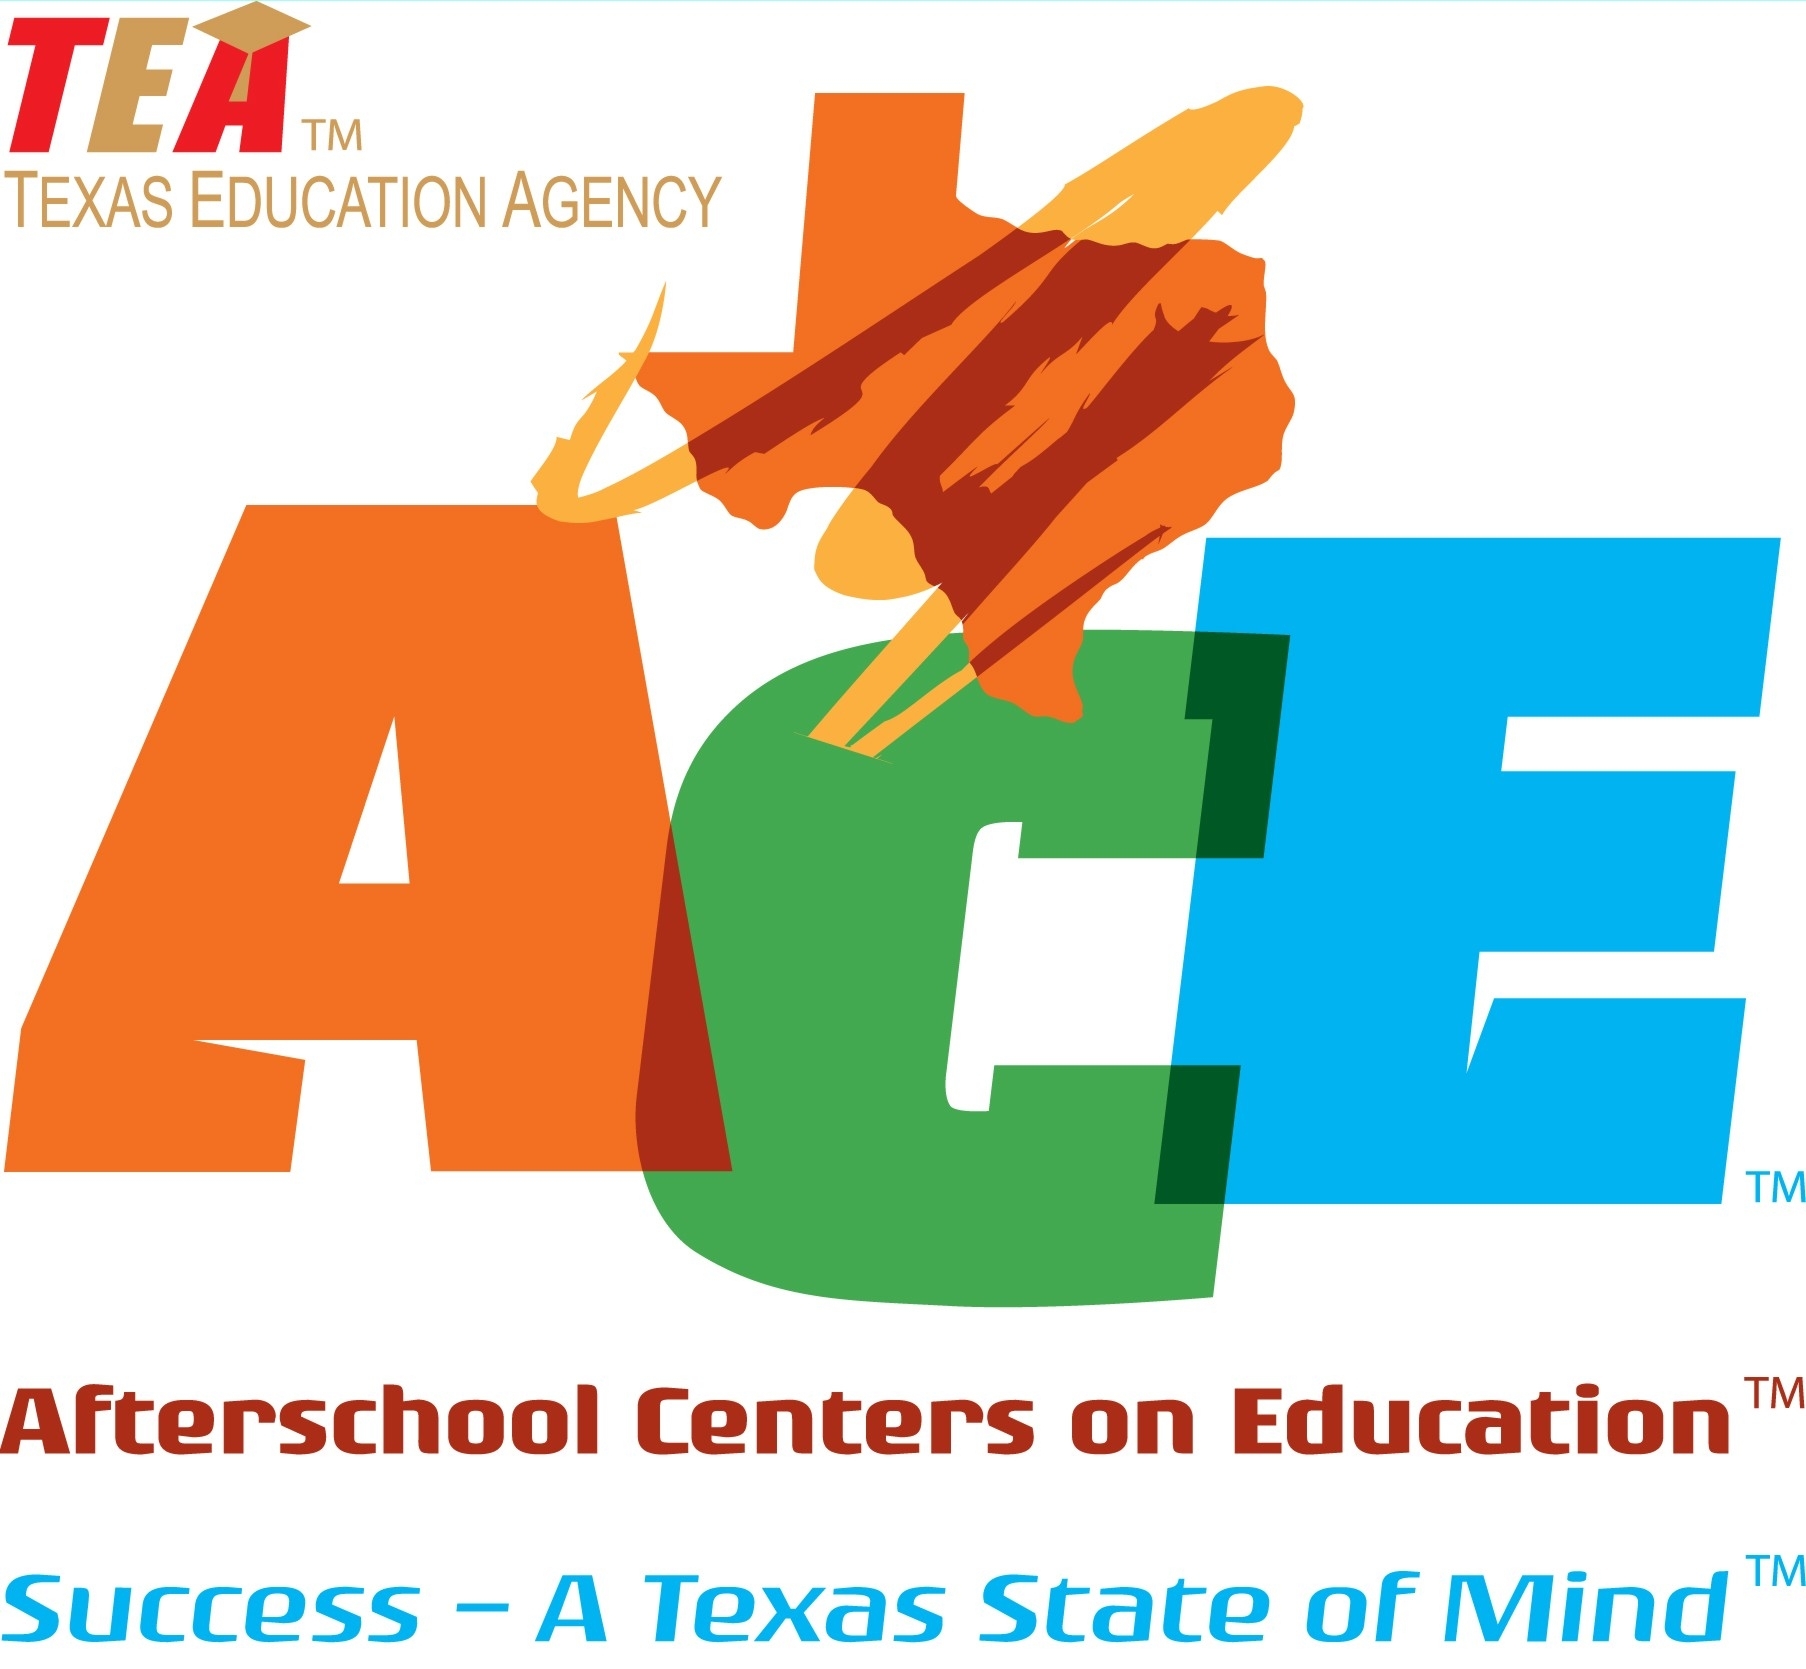 TEA™
TEXAS EDUCATION AGENCY
ACE™
Afterschool Centers on Education™
Success – A Texas State of Mind™